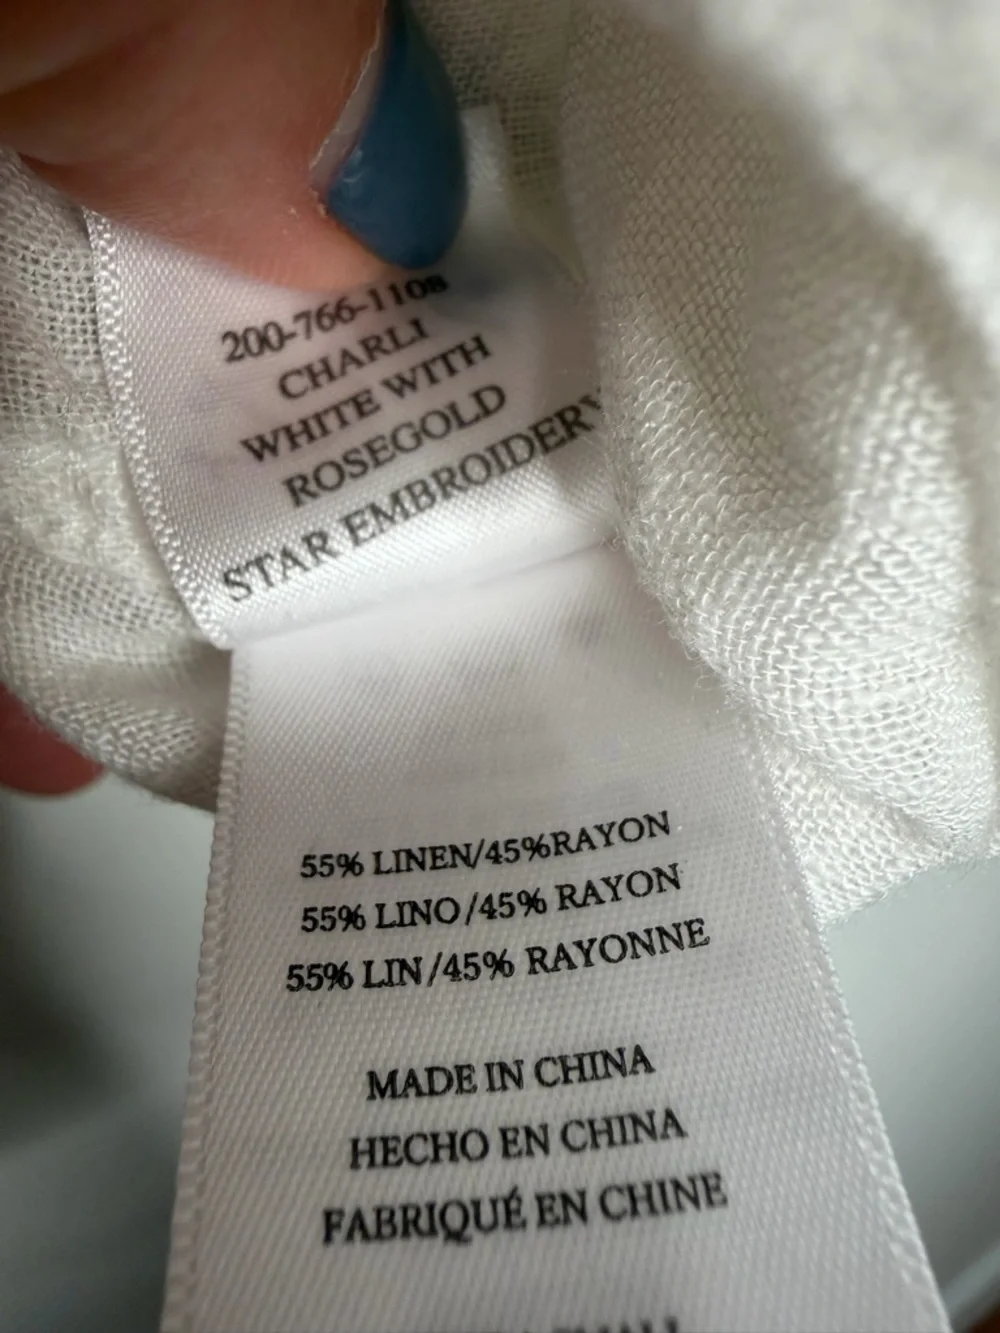 200-766-1108
CHARLI
WHITE WITH
ROSEGOLD
STAR EMBROIDERY
55% LINEN/45%RAYON
55% LINO/45% RAYON
55% LIN/45% RAYONNE
MADE IN CHINA
HECHO EN CHINA
FABRIQUÉ EN CHINE